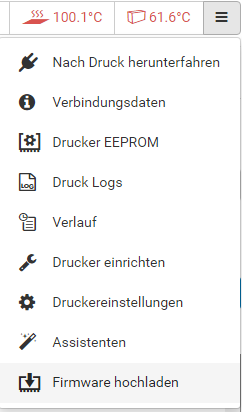 100.1°C 61.6°C
Nach Druck herunterfahren
Verbindungsdaten
Drucker EEPROM
LOG Druck Logs
Verlauf
Drucker einrichten
Druckereinstellungen
Assistenten
Firmware hochladen